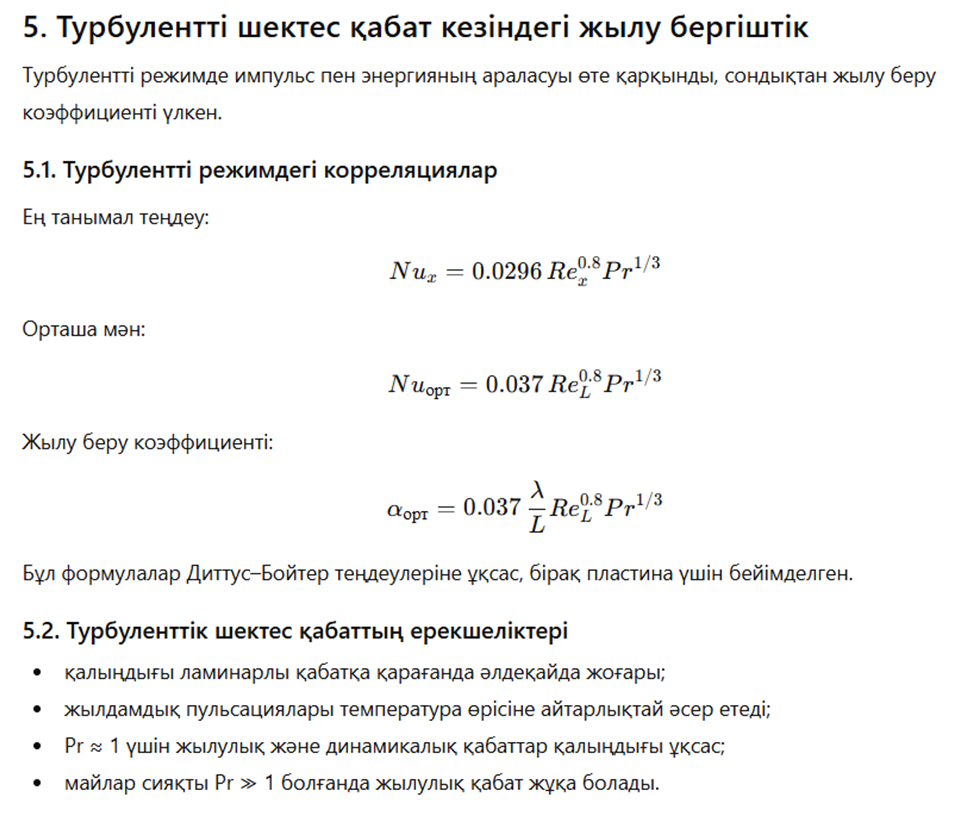 5. Турбулентті шектес қабат кезіндегі жылу бергіштік
Турбулентті режимде импульс пен энергияның араласуы өте қарқынды, сондықтан жылу беру
коэффициенті үлкен.
5.1. Турбулентті режимдегі корреляциялар
Ең танымал теңдеу:
Nu_x = 0.0296 Re_x^{0.8} Pr^{1/3}
Орташа мән:
Nu_{орт} = 0.037 Re_L^{0.8} Pr^{1/3}
Жылу беру коэффициенті:
α_{орт} = 0.037 \frac{λ}{L} Re_L^{0.8} Pr^{1/3}
Бұл формулалар Диттус–Бойтер теңдеулеріне ұқсас, бірақ пластина үшін бейімделген.
5.2. Турбуленттік шектес қабаттың ерекшеліктері
• қалыңдығы ламинарлы қабатқа қарағанда әлдеқайда жоғары;
• жылдамдық пульсациялары температура өрісіне айтарлықтай әсер етеді;
• Pr ≈ 1 үшін жылулық және динамикалық қабаттар қалыңдығы ұқсас;
• майлар сияқты Pr ≫ 1 болғанда жылулық қабат жұқа болады.